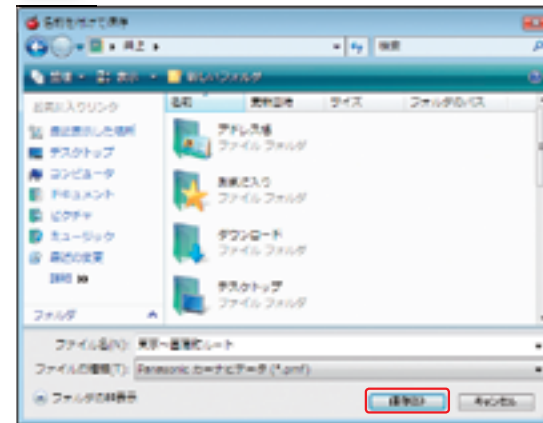 名前を付けて保存
検索
整理 ▼ 表示 ▼ 新しいフォルダ
お気に入りリンク
最近表示した場所
デスクトップ
コンピュータ
ドキュメント
ピクチャ
ミュージック
最近の変更
詳細 >>
フォルダ
名前 更新日時 サイズ フォルダのパス
アドレス帳
ファイル フォルダ
お気に入り
ファイル フォルダ
ダウンロード
ファイル フォルダ
デスクトップ
ファイル フォルダ
ファイル名(N): 東京~ルート
ファイルの種類(T): Panasonic カーナビデータ (*.pmf)
フォルダの非表示
保存(S)
キャンセル